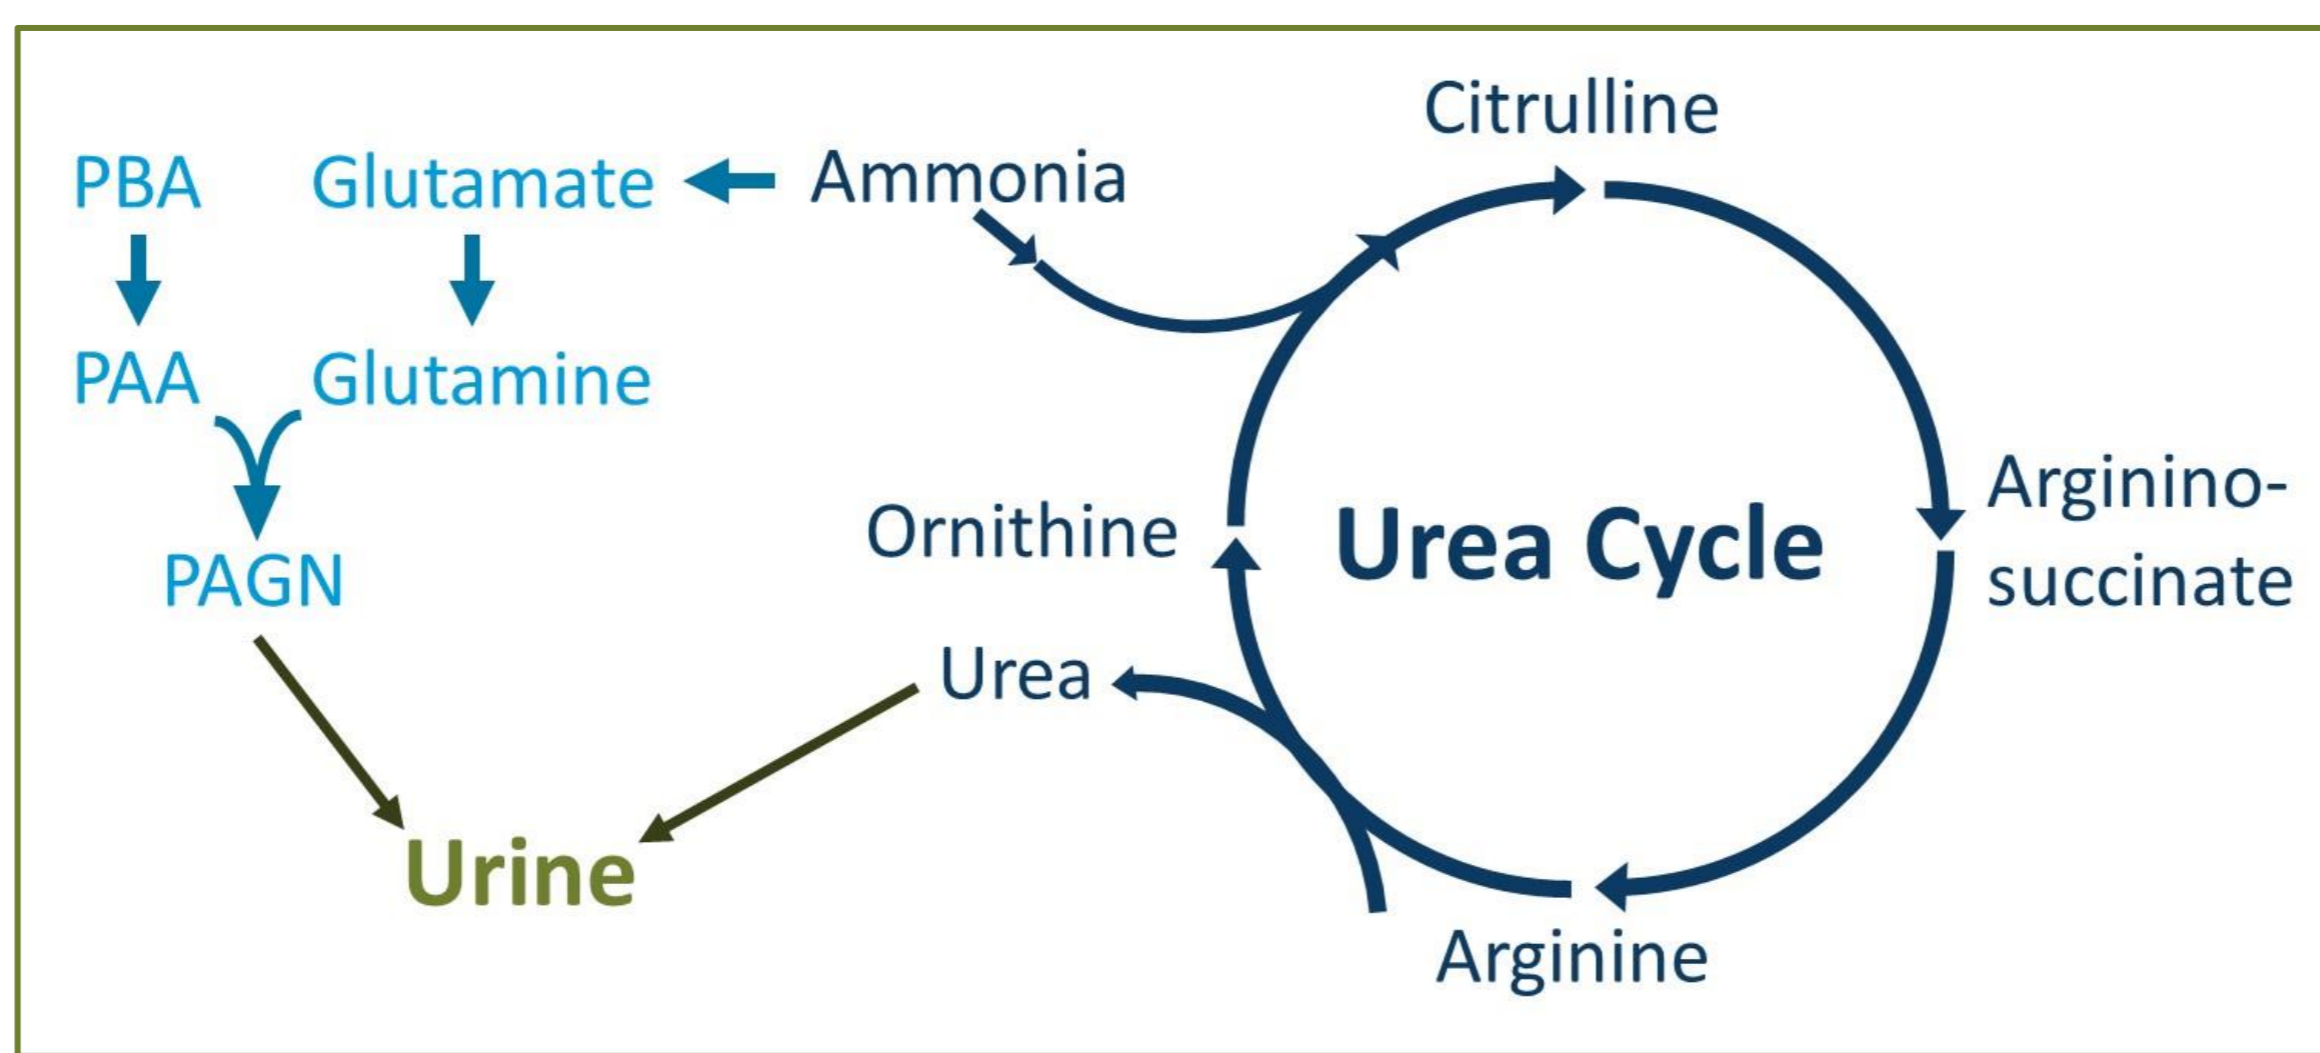 Citrulline
PBA
Glutamate
Ammonia
PAA
Glutamine
Arginino-
succinate
Ornithine
Urea Cycle
PAGN
Urea
Urine
Arginine